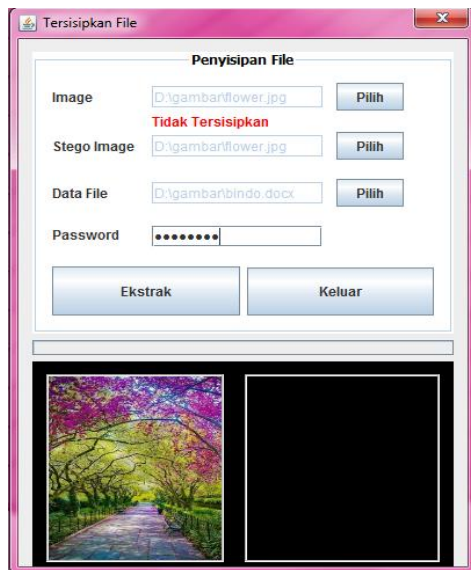 Tersisipkan File
Penyisipan File
Image D:\gambar\flower.jpg Pilih
Tidak Tersisipkan
Stego Image D:\gambar\flower.jpg Pilih
Data File D:\gambar\bindo.docx Pilih
Password ••••••••
Ekstrak Keluar